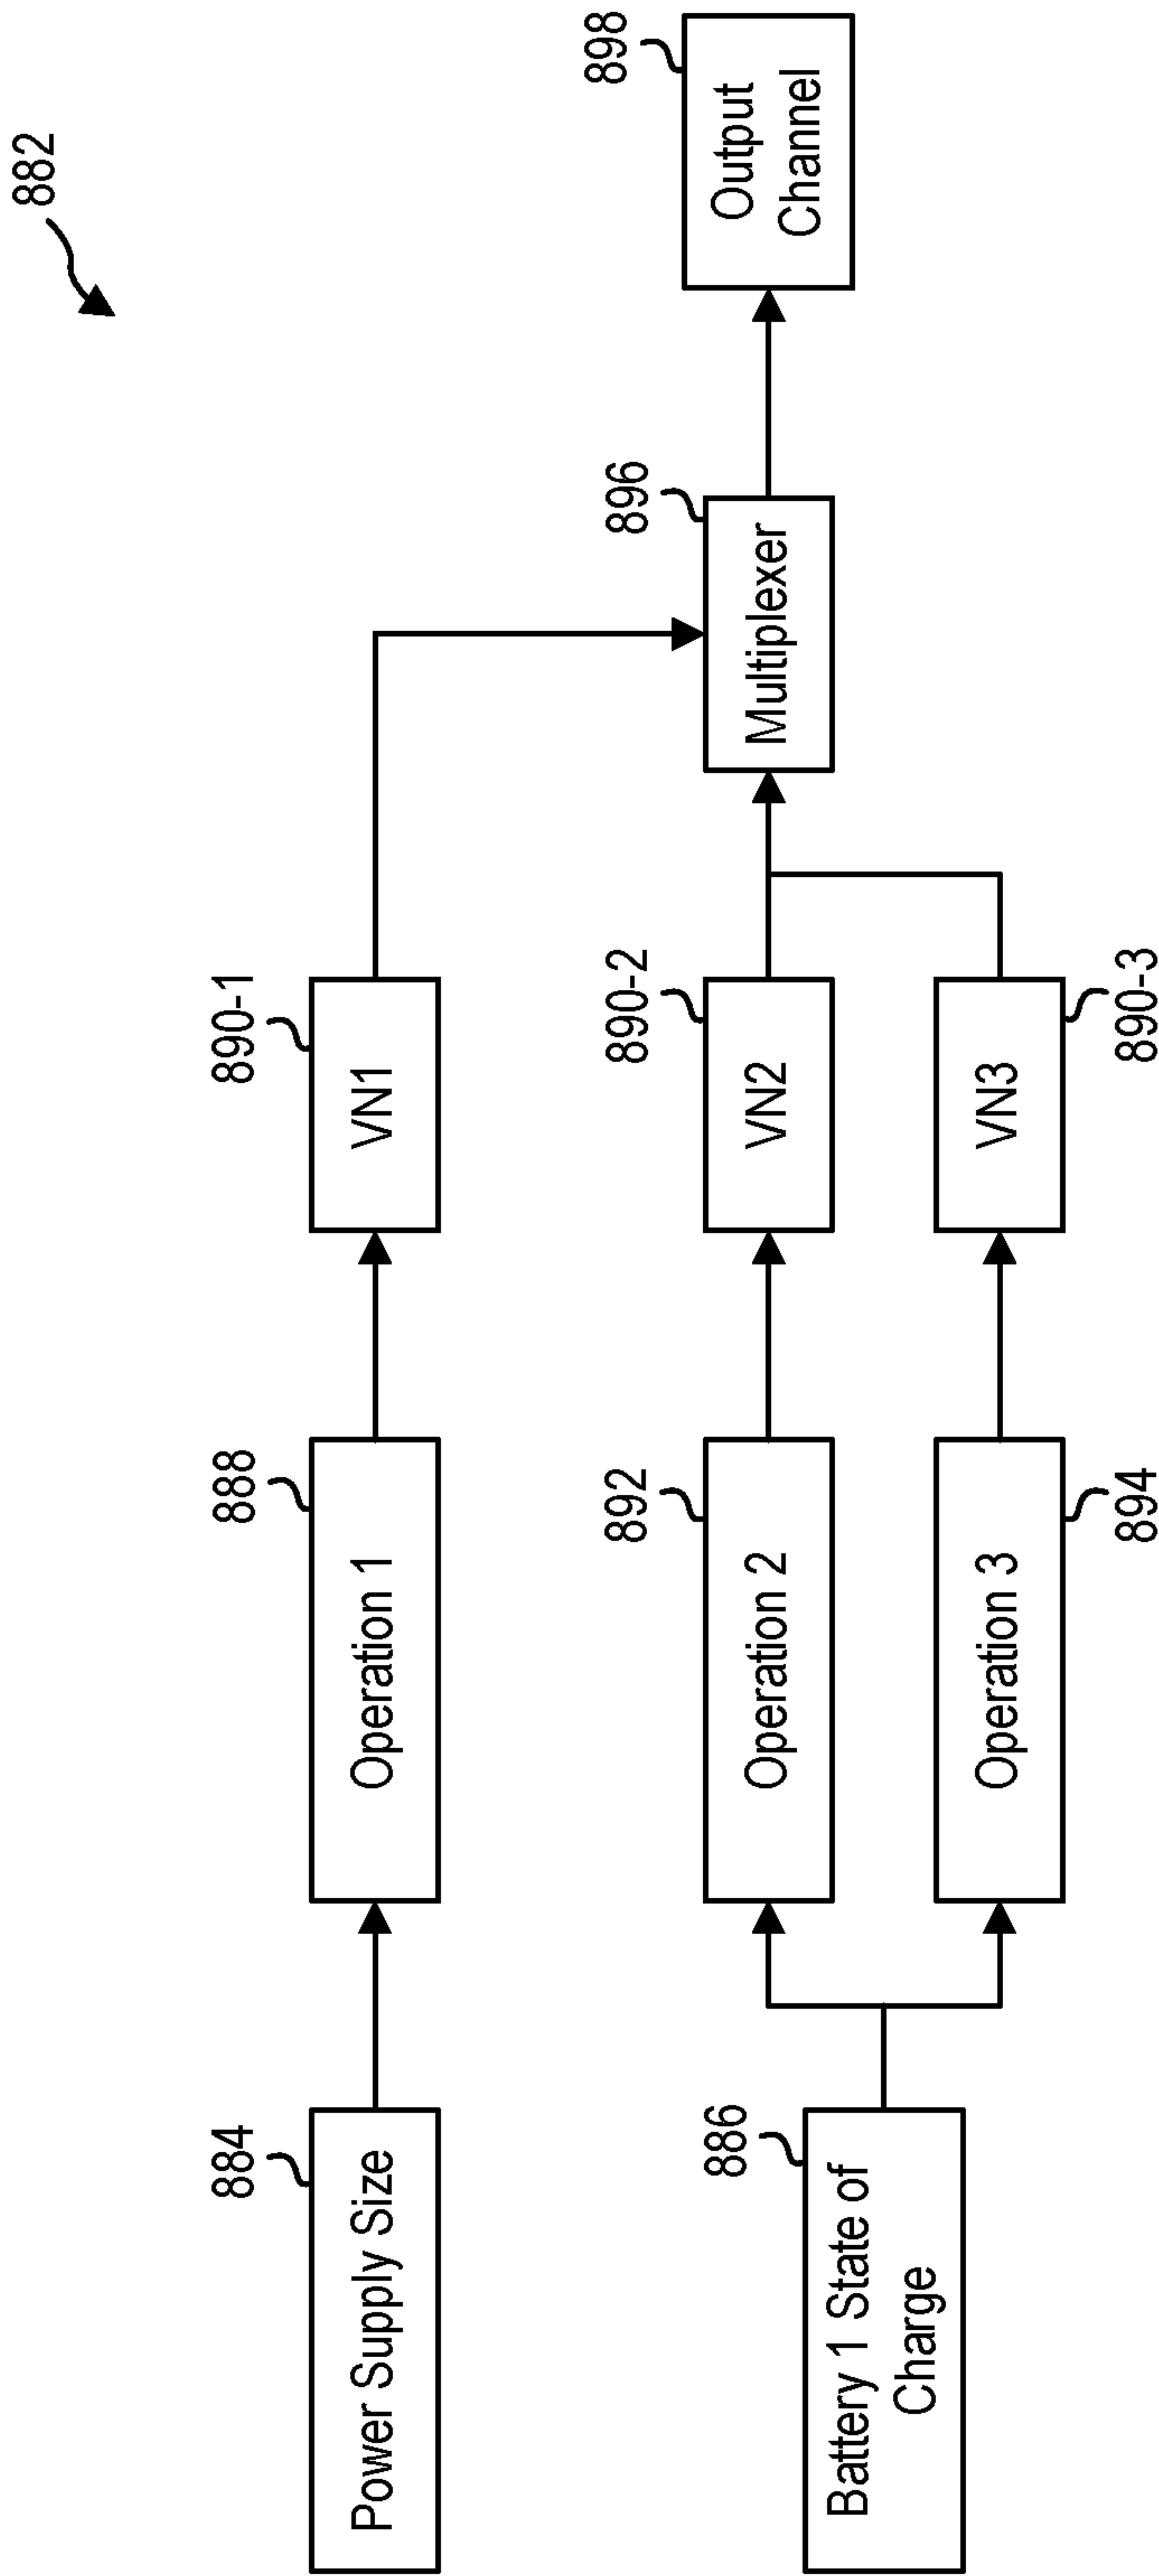 882
884
Power Supply Size
888
Operation 1
890-1
VN1
886
Battery 1 State of
Charge
892
Operation 2
890-2
VN2
896
Multiplexer
898
Output
Channel
Operation 3
894
VN3
890-3